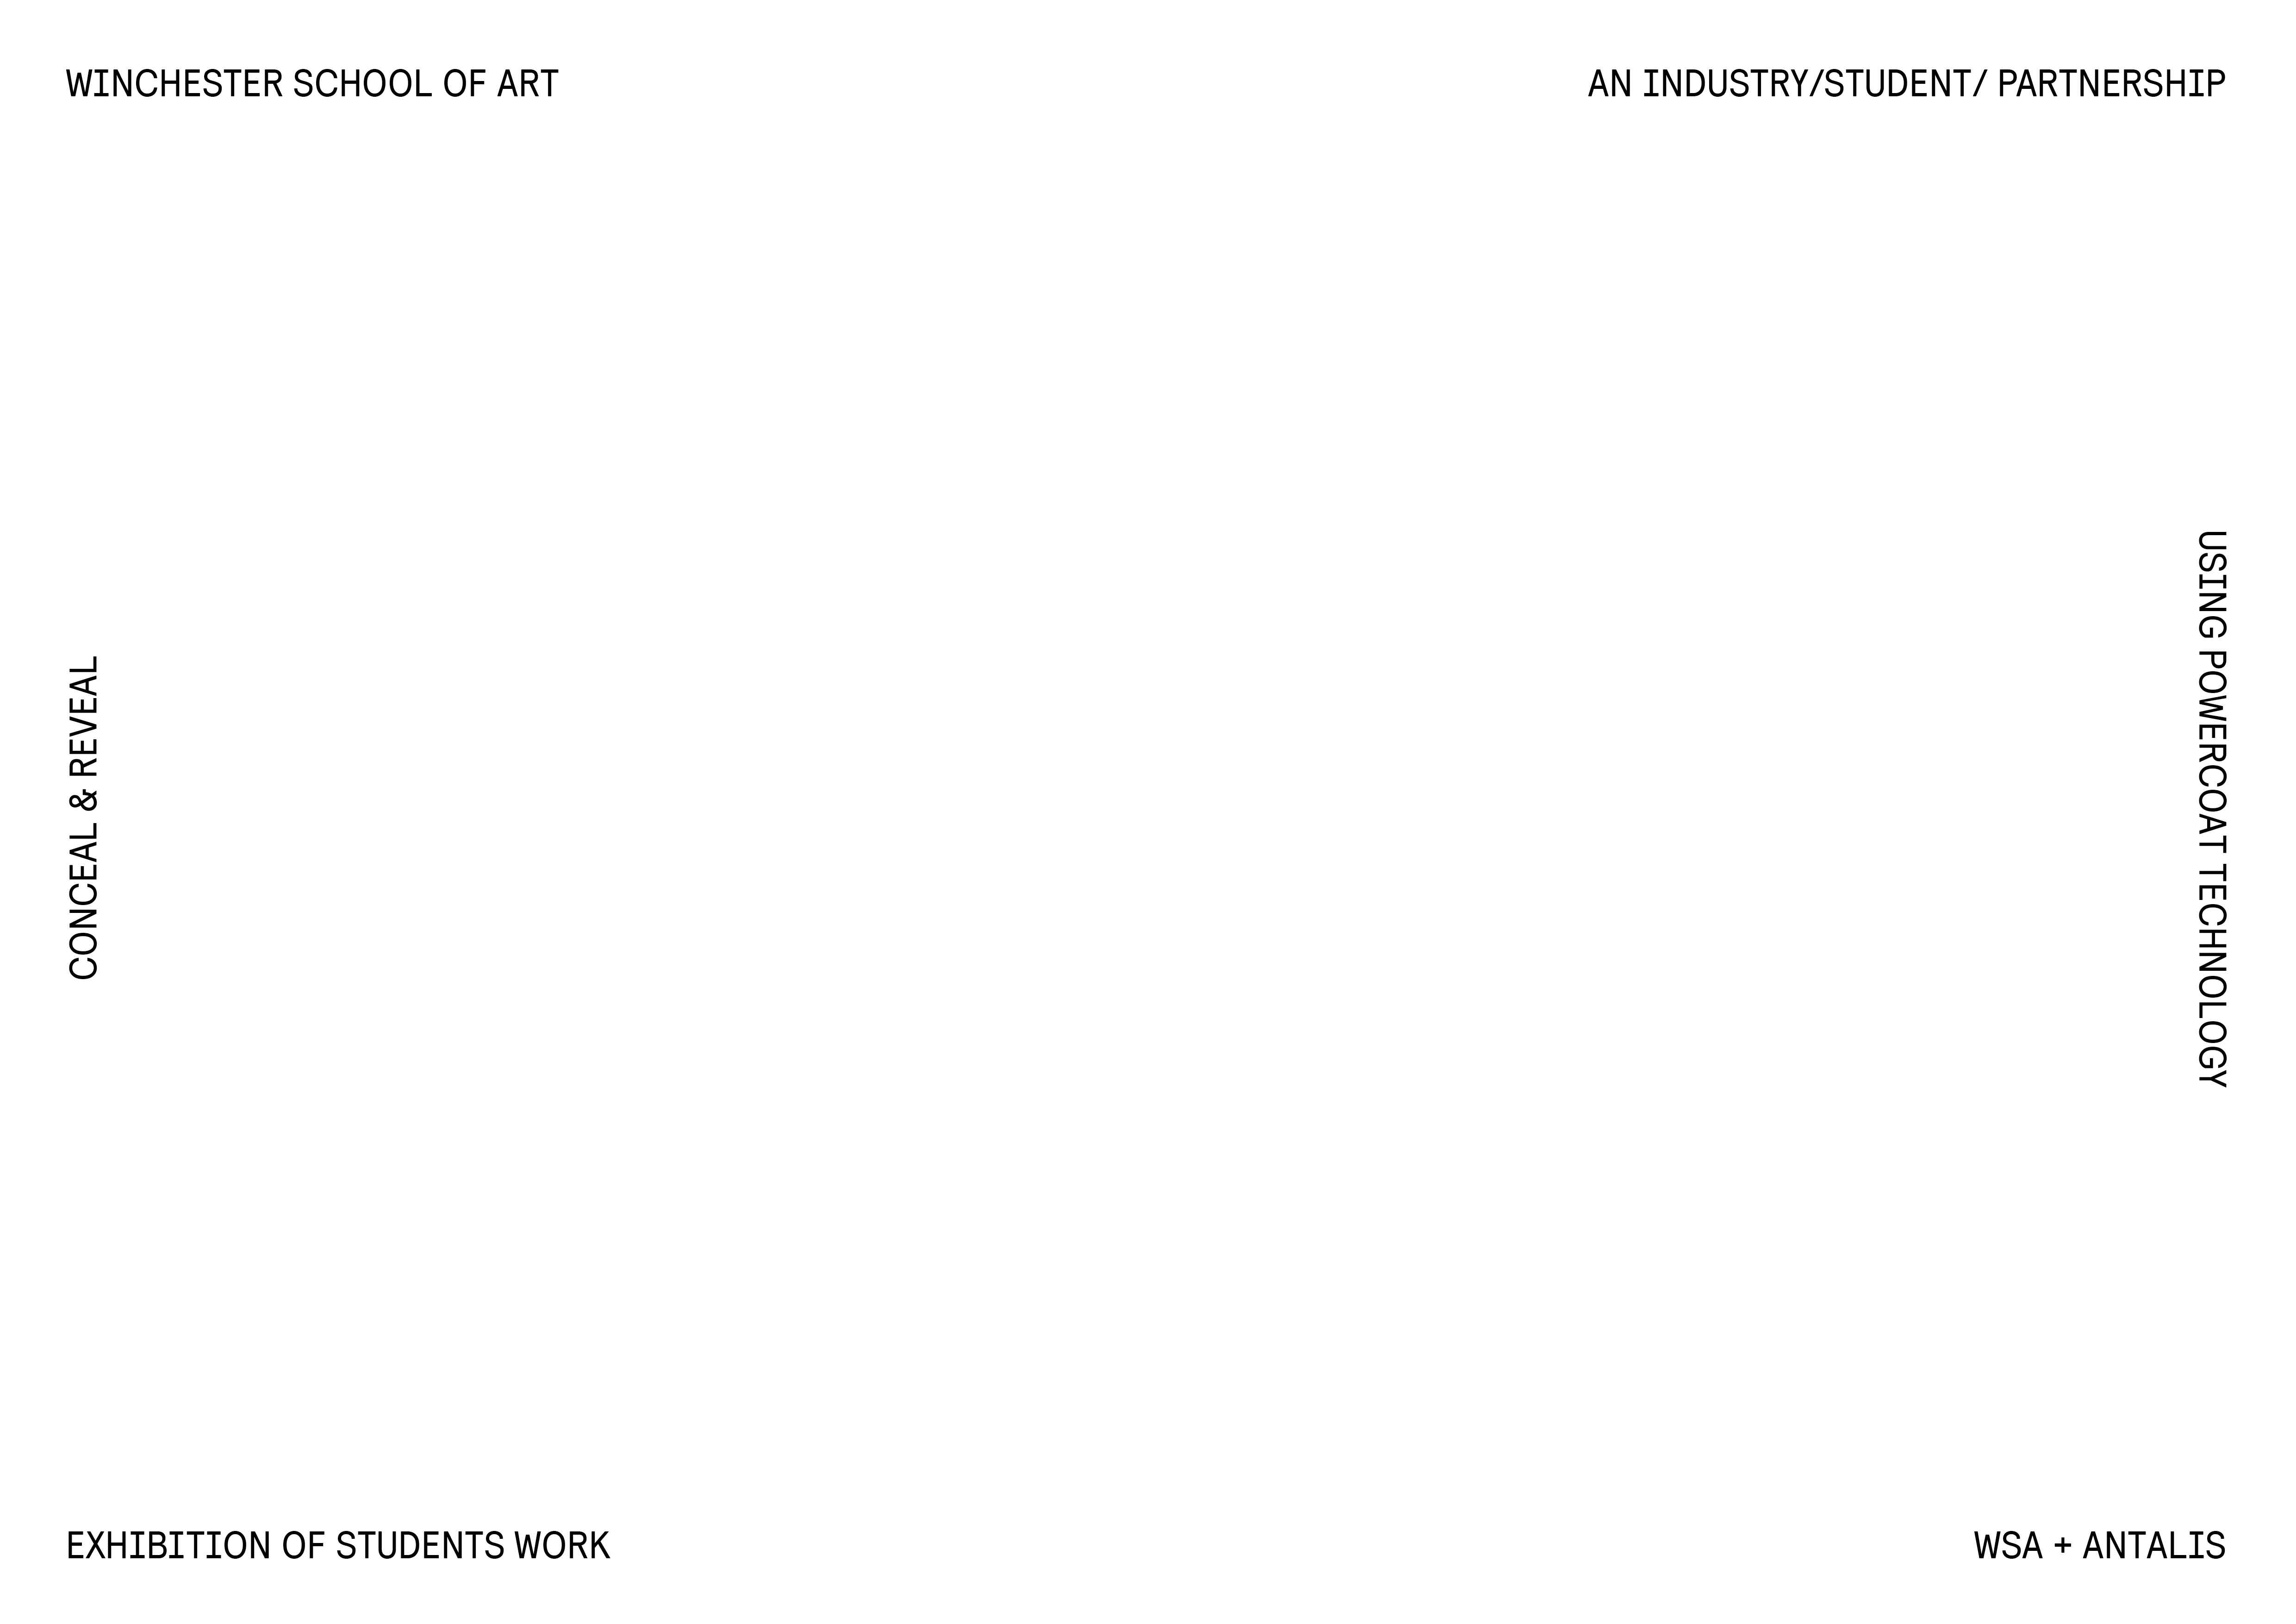 WINCHESTER SCHOOL OF ART
AN INDUSTRY/STUDENT/ PARTNERSHIP
CONCEAL & REVEAL
USING POWERCOAT TECHNOLOGY
EXHIBITION OF STUDENTS WORK
WSA + ANTALIS